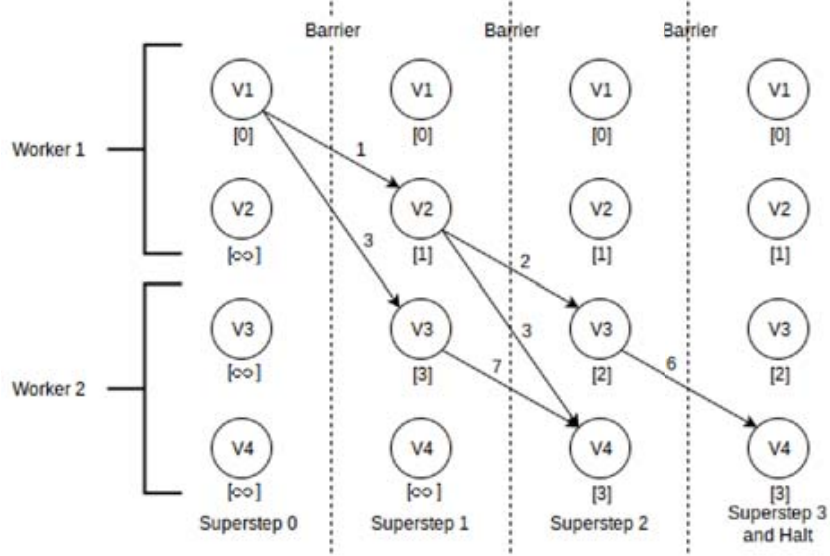 Barrier Barrier Barrier
V1 V1 V1 V1
[0] [0] [0] [0]
Worker 1
1
V2 V2 V2 V2
3
[∞] [1] [1] [1]
2
V3 V3 V3 V3
3
[∞] [3] [2] [2]
7 6
Worker 2
V4 V4 V4 V4
[∞] [∞] [3] [3]
Superstep 0 Superstep 1 Superstep 2 Superstep 3
and Halt